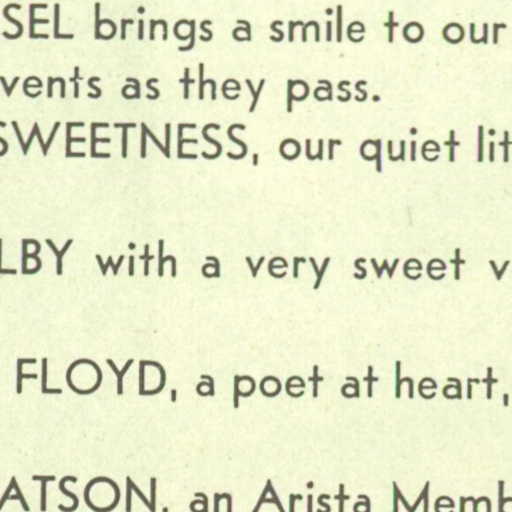 SEL brings a smile to our
vents as they pass.
SWEETNESS, our quiet lit
LBY with a very sweet v
FLOYD, a poet at heart,
ATSON, an Arista Memb